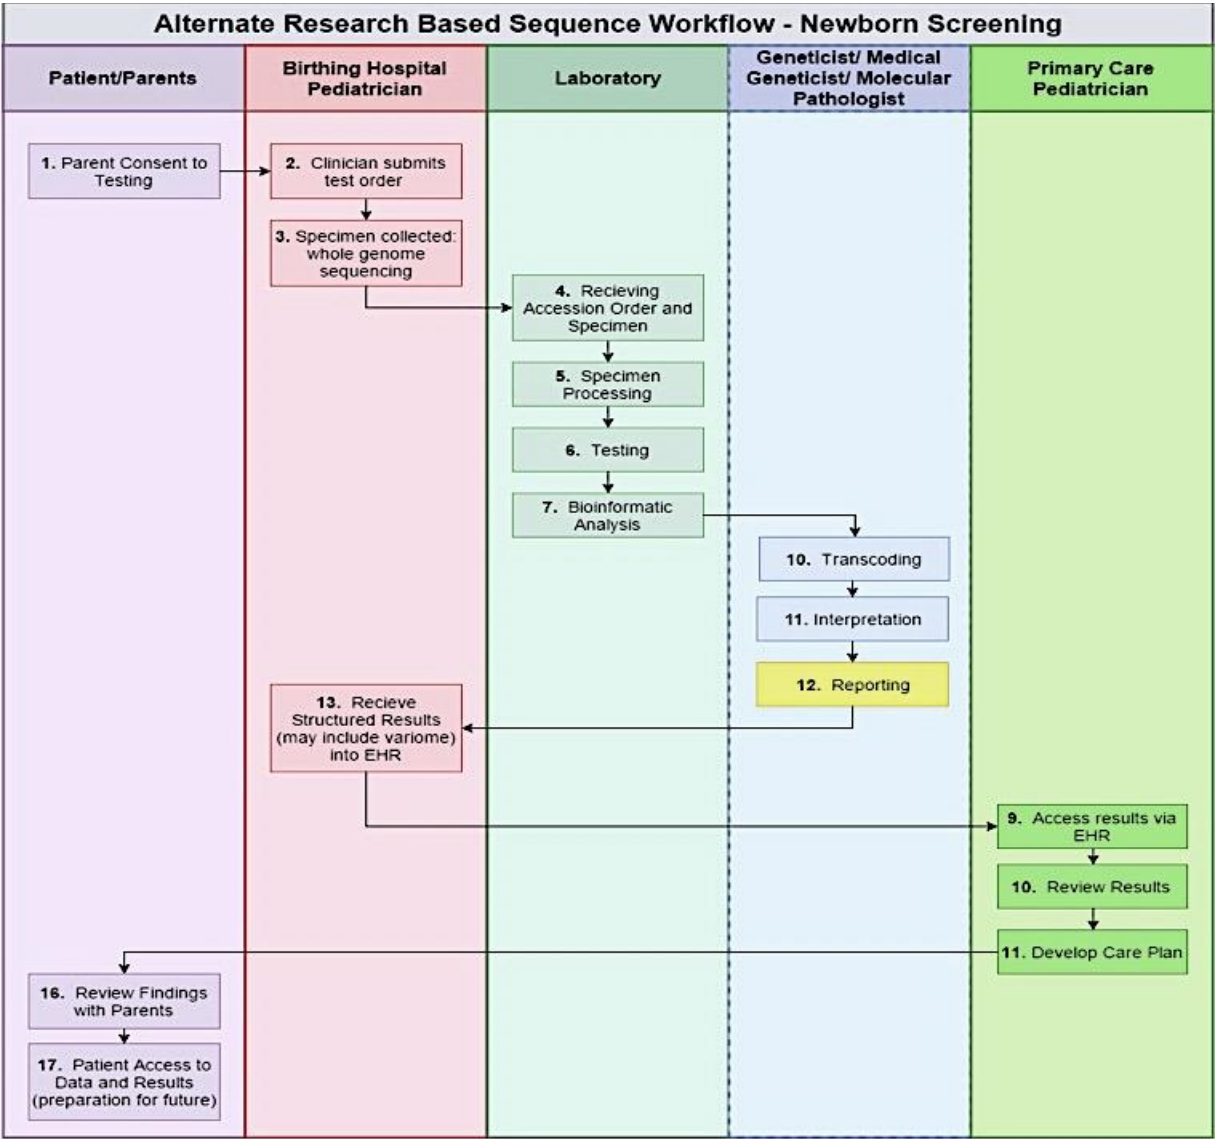 Alternate Research Based Sequence Workflow - Newborn Screening
Patient/Parents
Birthing Hospital
Pediatrician
Laboratory
Geneticist/ Medical
Geneticist/ Molecular
Pathologist
Primary Care
Pediatrician
1. Parent Consent to
Testing
2. Clinician submits
test order
3. Specimen collected:
whole genome
sequencing
4. Recieving
Accession Order and
Specimen
5. Specimen
Processing
6. Testing
7. Bioinformatic
Analysis
10. Transcoding
11. Interpretation
12. Reporting
13. Recieve
Structured Results
(may include variome)
into EHR
9. Access results via
EHR
10. Review Results
11. Develop Care Plan
16. Review Findings
with Parents
17. Patient Access to
Data and Results
(preparation for future)